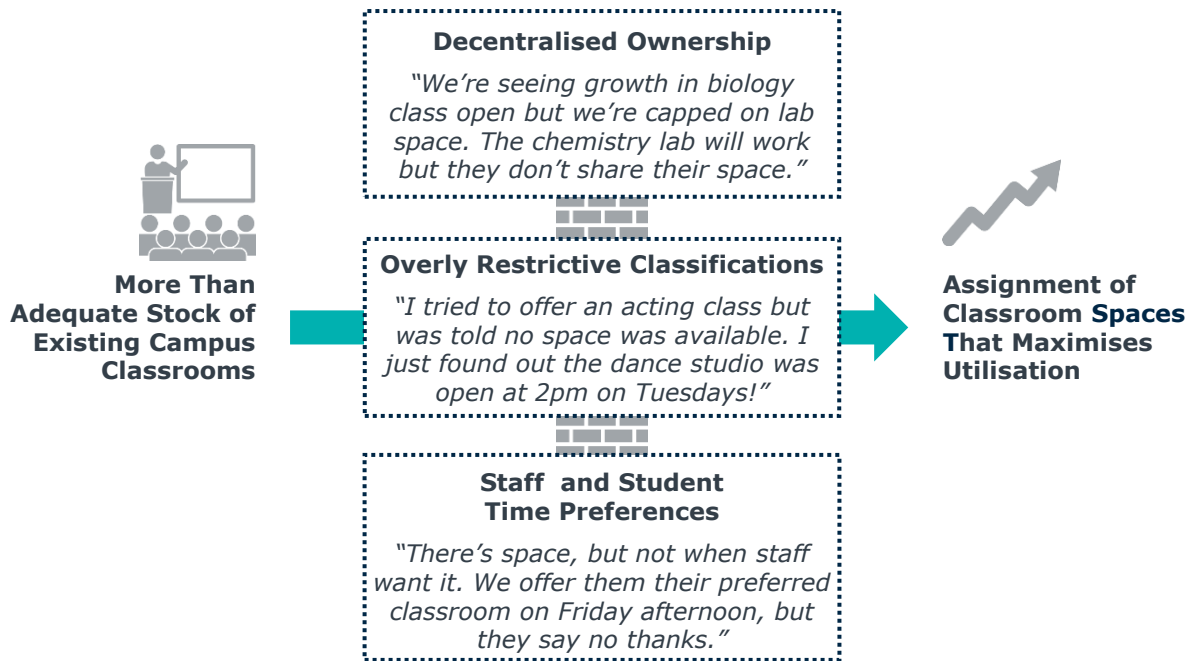 Decentralised Ownership
“We’re seeing growth in biology
class open but we’re capped on lab
space. The chemistry lab will work
but they don’t share their space.”
More Than
Adequate Stock of
Existing Campus
Classrooms
Overly Restrictive Classifications
“I tried to offer an acting class but
was told no space was available. I
just found out the dance studio was
open at 2pm on Tuesdays!”
Assignment of
Classroom Spaces
That Maximises
Utilisation
Staff and Student
Time Preferences
“There’s space, but not when staff
want it. We offer them their preferred
classroom on Friday afternoon, but
they say no thanks.”